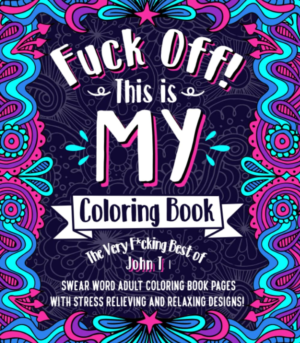 Fuck Off!
This is
MY
Coloring Book
The Very F*cking Best of
John T
SWEAR WORD ADULT COLORING BOOK PAGES
WITH STRESS RELIEVING AND RELAXING DESIGNS!